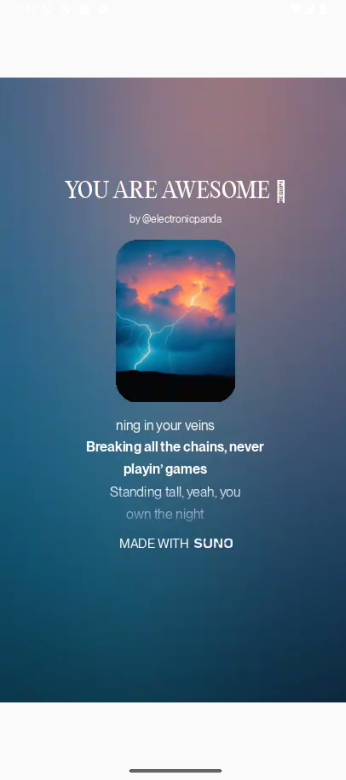 YOU ARE AWESOME
by @electronicpanda
ning in your veins
Breaking all the chains, never
playin' games
Standing tall, yeah, you
own the night
MADE WITH SUNO